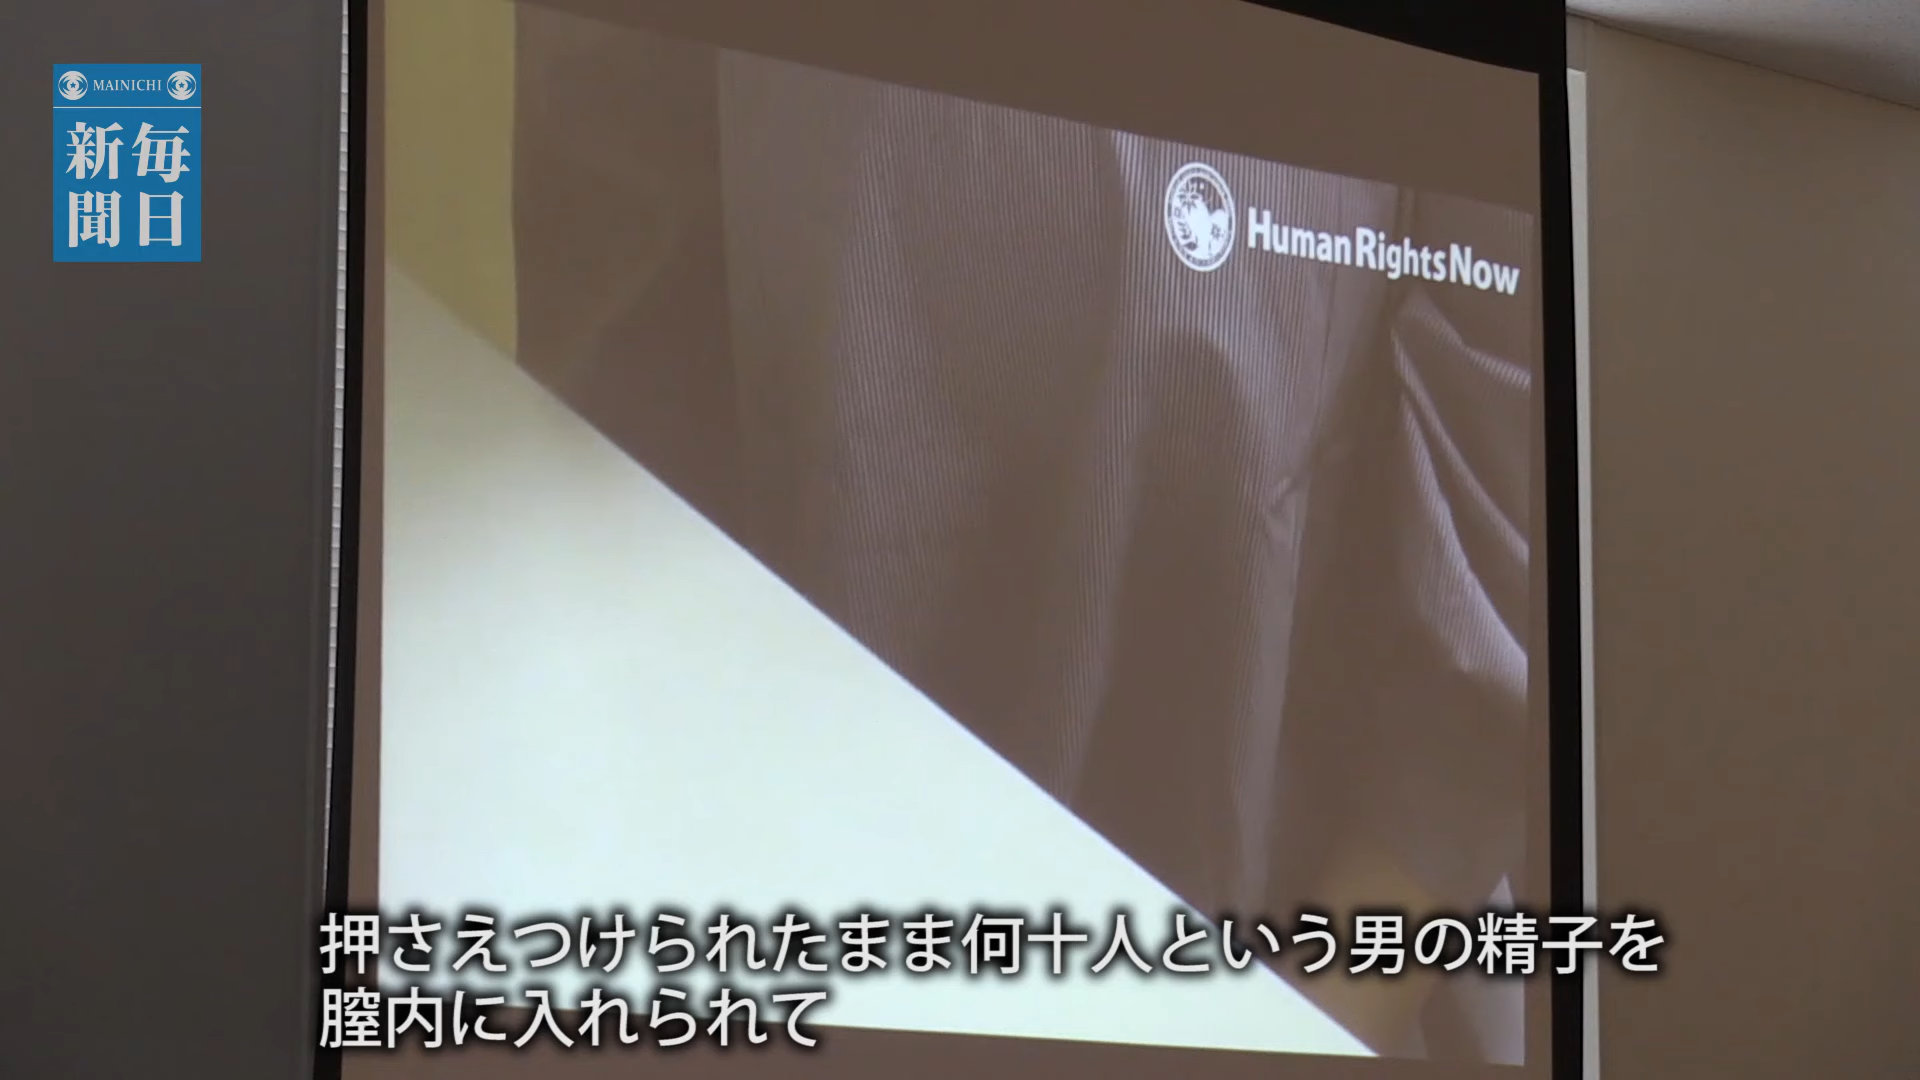 MAINICHI
毎日
新聞
Human Rights Now
押さえつけられたまま何十人という男の精子を
膣内に入れられて